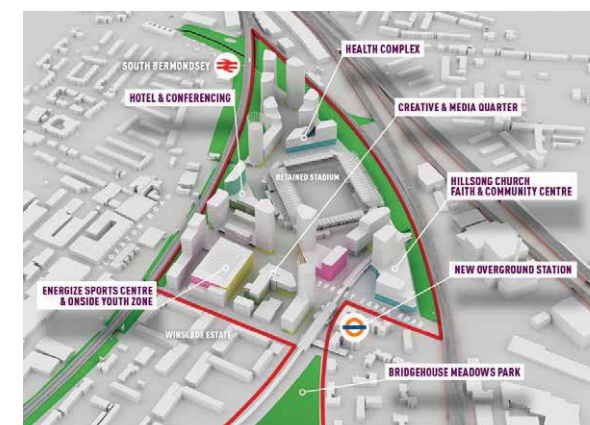 HEALTH COMPLEX
SOUTH BERMONDSEY
HOTEL & CONFERENCING
CREATIVE & MEDIA QUARTER
RETAINED STADIUM
HILLSONG CHURCH
FAITH & COMMUNITY CENTRE
NEW OVERGROUND STATION
ENERGIZE SPORTS CENTRE
& ONSIDE YOUTH ZONE
WINSLADE ESTATE
BRIDGEHOUSE MEADOWS PARK